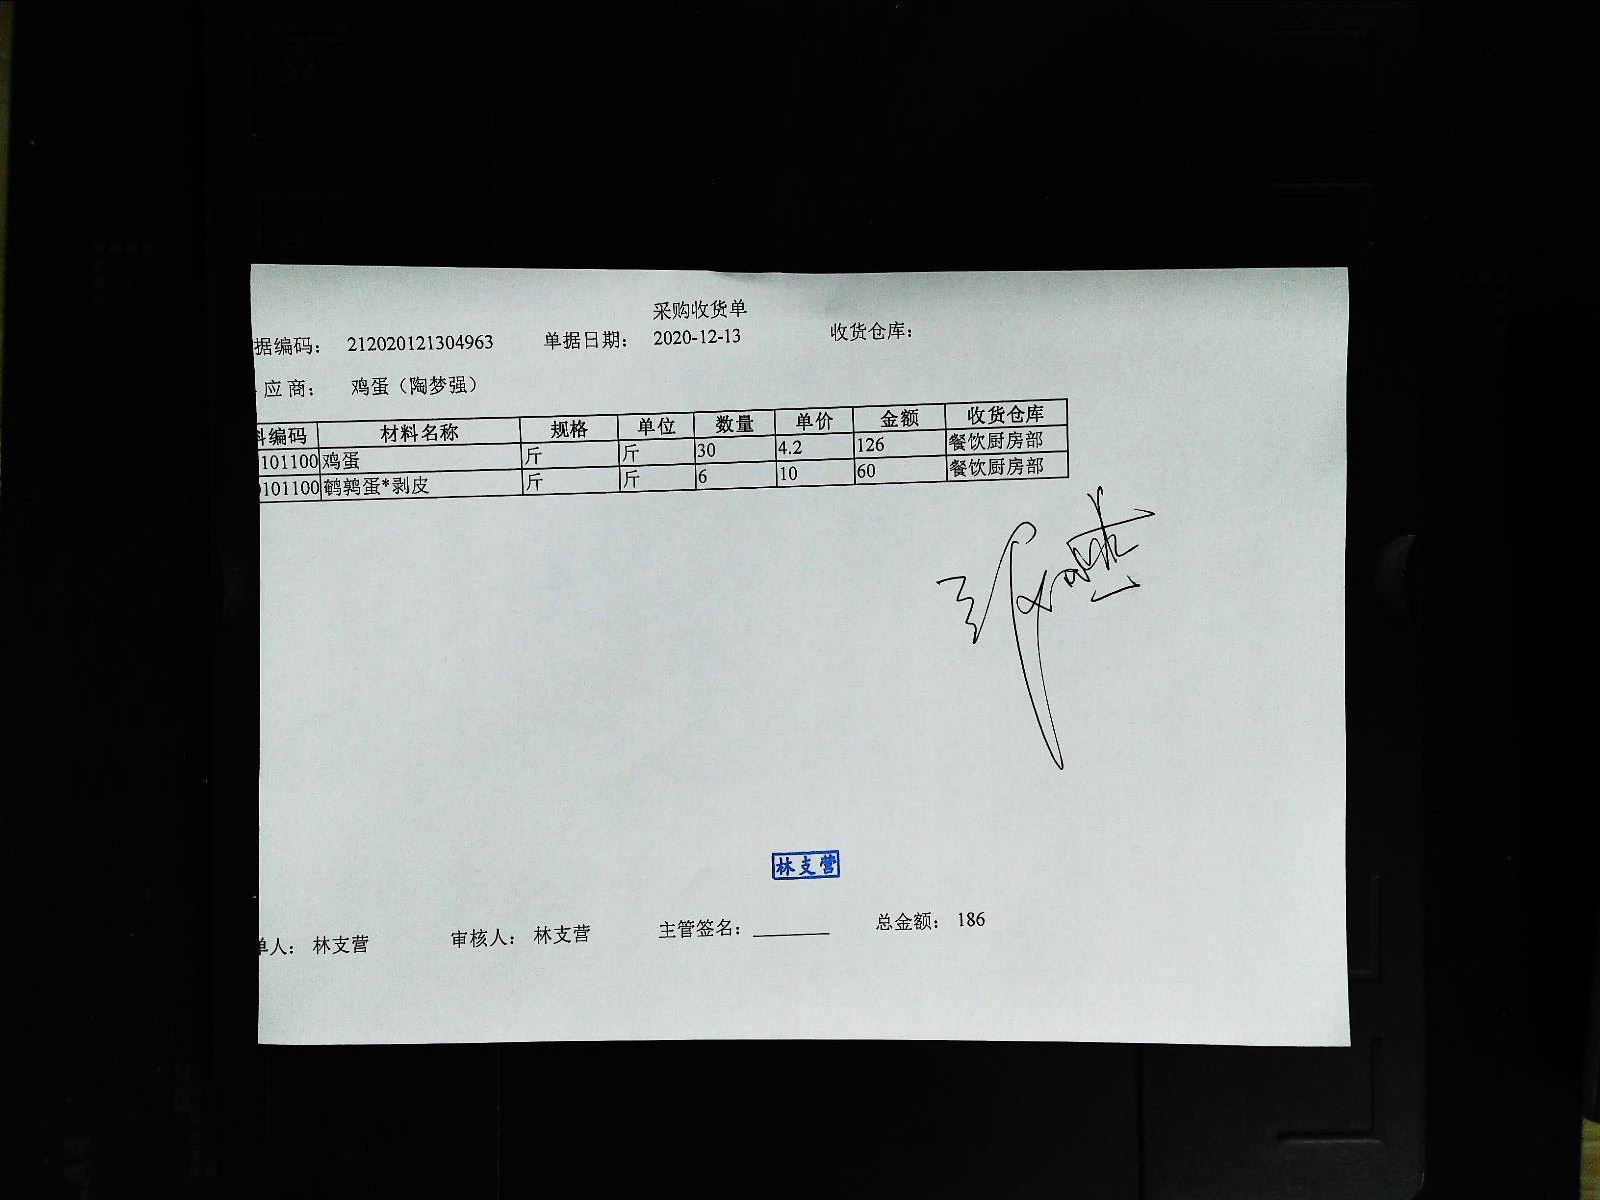 采购收货单
据编码： 212020121304963 单据日期： 2020-12-13 收货仓库：
应商： 鸡蛋（陶梦强）
料编码 材料名称 规格 单位 数量 单价 金额 收货仓库
101100 鸡蛋 斤 斤 30 4.2 126 餐饮厨房部
0101100 鹌鹑蛋*剥皮 斤 斤 6 10 60 餐饮厨房部
林支营
单人： 林支营 审核人： 林支营 主管签名：________ 总金额： 186